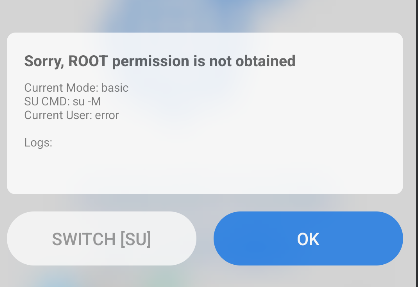 Sorry, ROOT permission is not obtained
Current Mode: basic
SU CMD: su -M
Current User: error
Logs:
SWITCH [SU]
OK